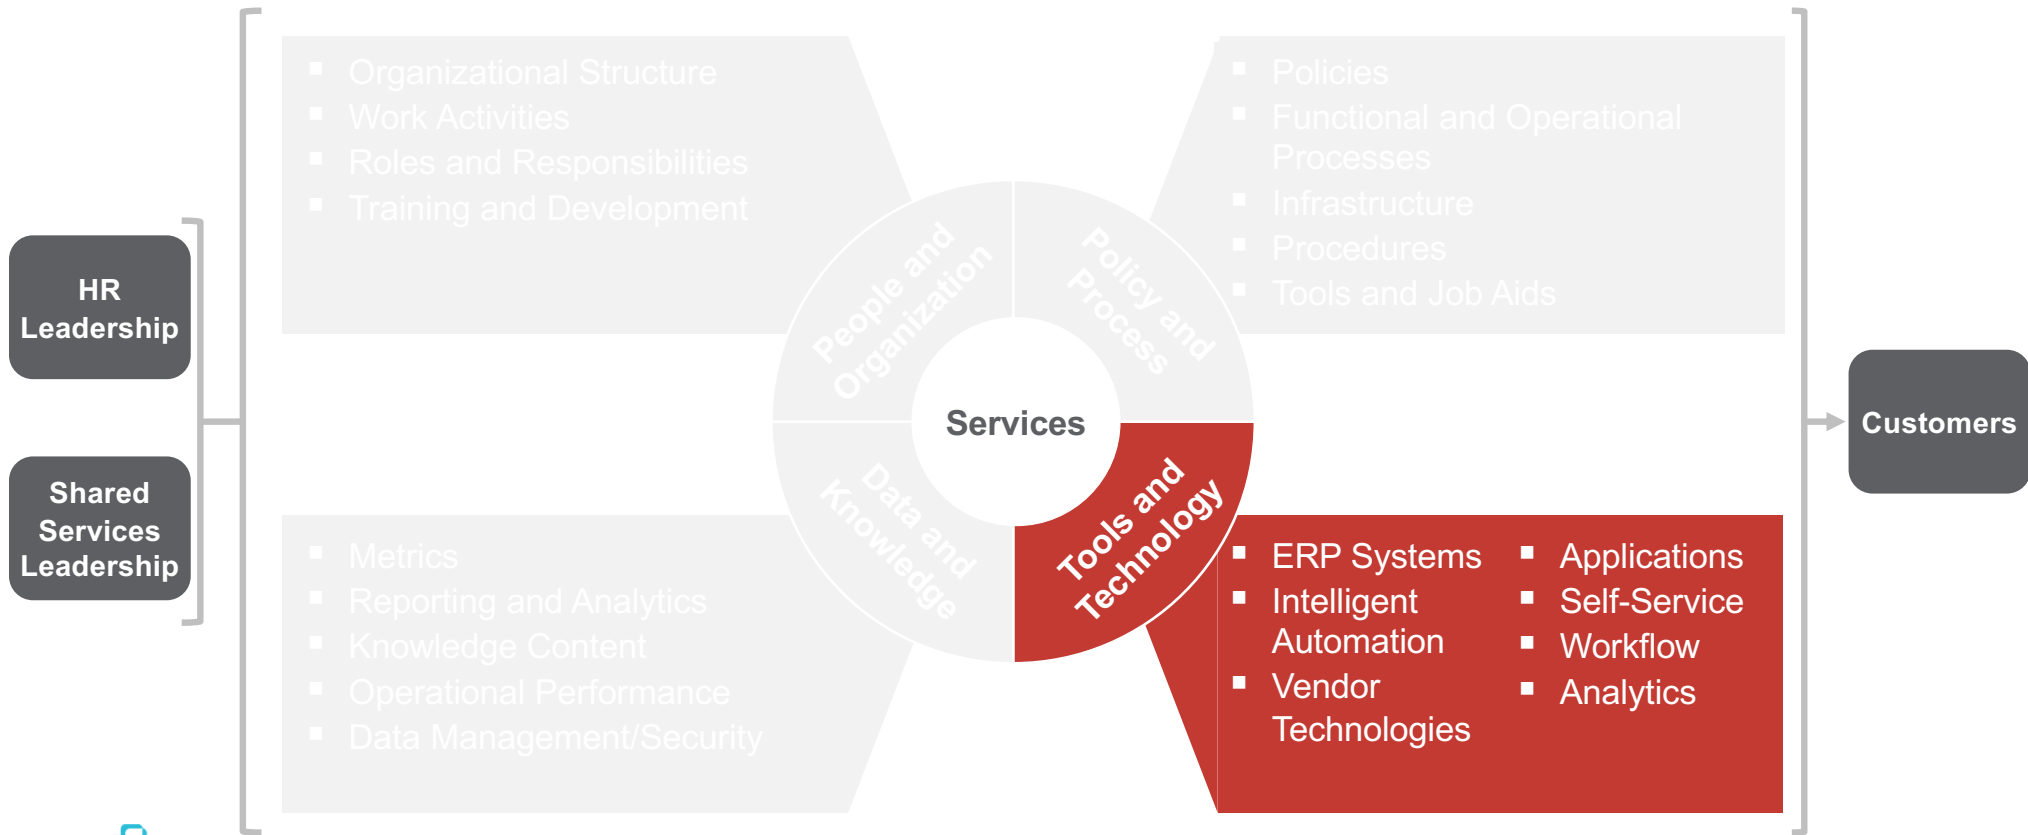 Organizational Structure
Work Activities
Roles and Responsibilities
Training and Development
Policies
Functional and Operational
Processes
Infrastructure
Procedures
Tools and Job Aids
HR
Leadership
Shared
Services
Leadership
People and
Organization
Policy and
Process
Services
Data and
Knowledge
Tools and
Technology
Customers
Metrics
Reporting and Analytics
Knowledge Content
Operational Performance
Data Management/Security
ERP Systems
Intelligent
Automation
Vendor
Technologies
Applications
Self-Service
Workflow
Analytics